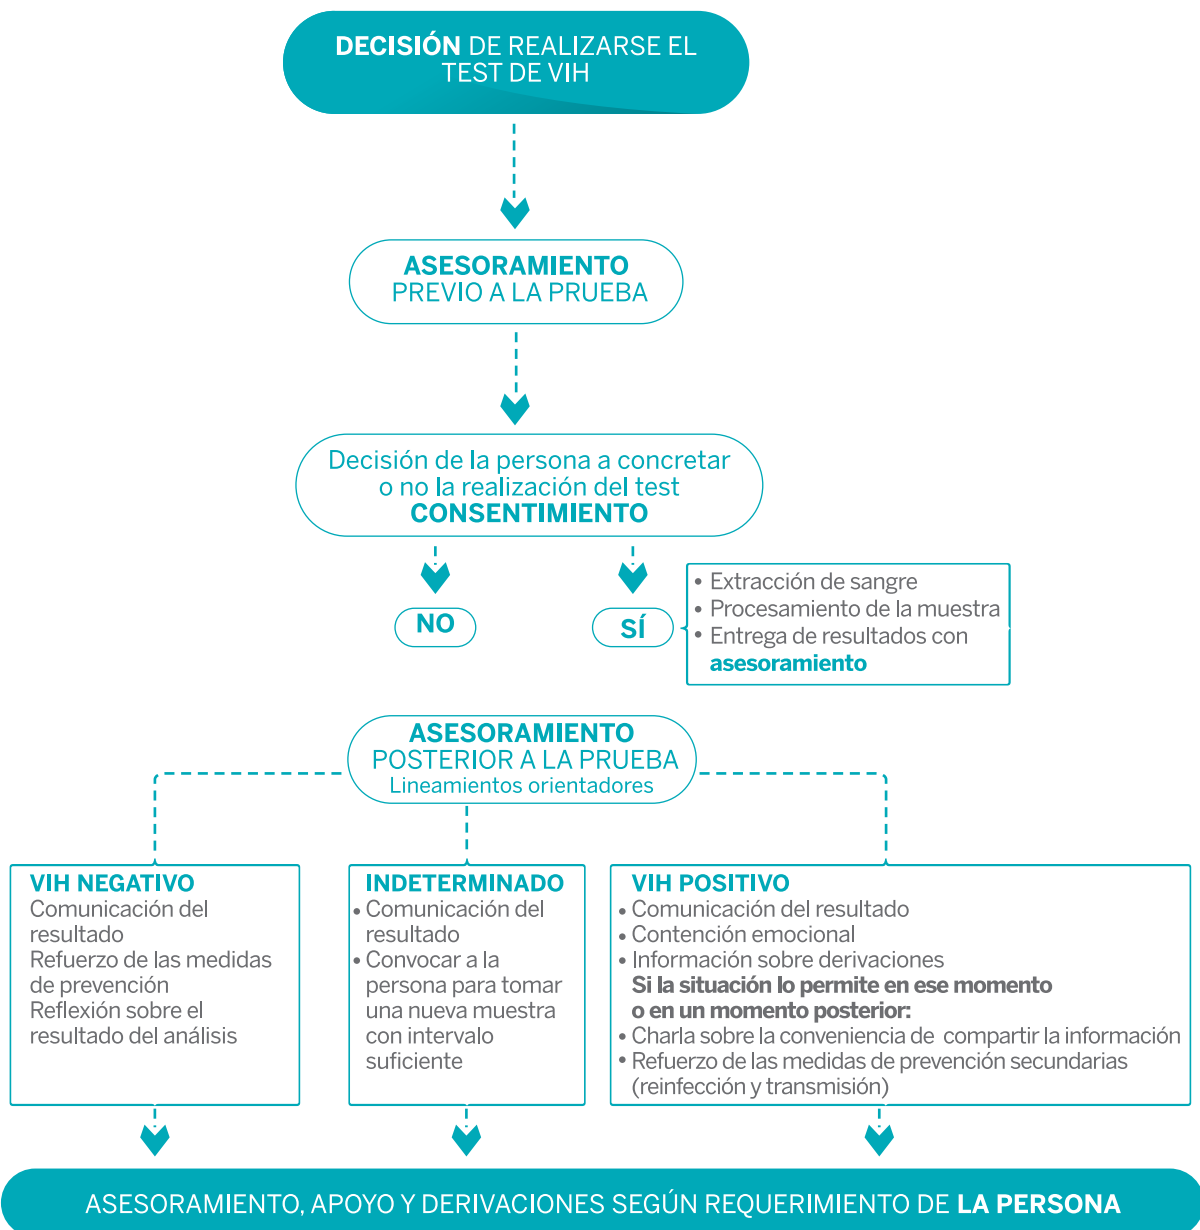 DECISIÓN DE REALIZARSE EL
TEST DE VIH
ASESORAMIENTO
PREVIO A LA PRUEBA
Decisión de la persona a concretar
o no la realización del test
CONSENTIMIENTO
NO
SÍ
• Extracción de sangre
• Procesamiento de la muestra
• Entrega de resultados con
asesoramiento
ASESORAMIENTO
POSTERIOR A LA PRUEBA
Lineamientos orientadores
VIH NEGATIVO
Comunicación del
resultado
Refuerzo de las medidas
de prevención
Reflexión sobre el
resultado del análisis
INDETERMINADO
• Comunicación del
resultado
• Convocar a la
persona para tomar
una nueva muestra
con intervalo
suficiente
VIH POSITIVO
• Comunicación del resultado
• Contención emocional
• Información sobre derivaciones
Si la situación lo permite en ese momento
o en un momento posterior:
• Charla sobre la conveniencia de compartir la información
• Refuerzo de las medidas de prevención secundarias
(reinfección y transmisión)
ASESORAMIENTO, APOYO Y DERIVACIONES SEGÚN REQUERIMIENTO DE LA PERSONA